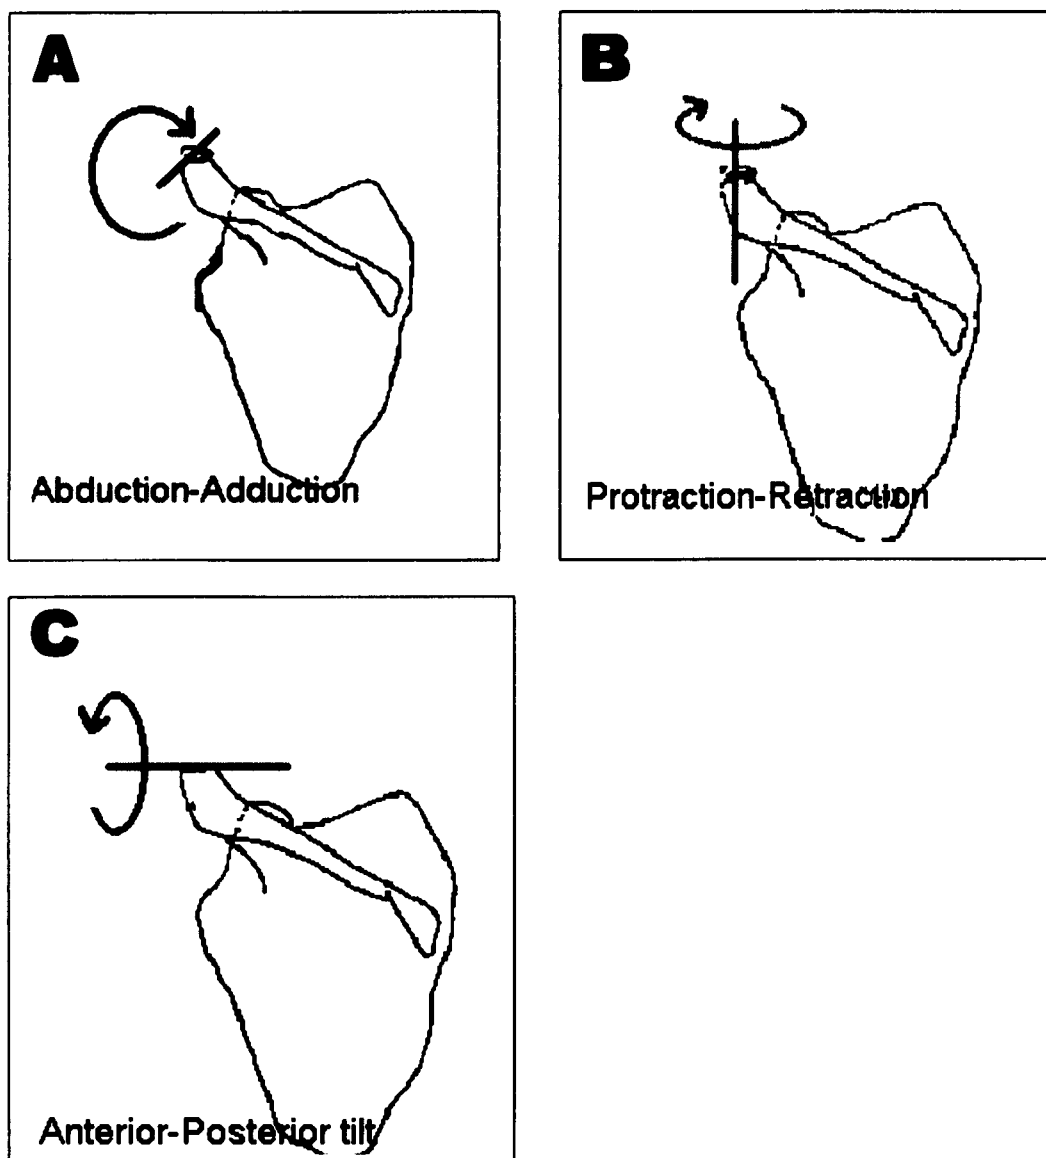 A
B
Abduction-Adduction
Protraction-Retraction
C
Anterior-Posterior tilt